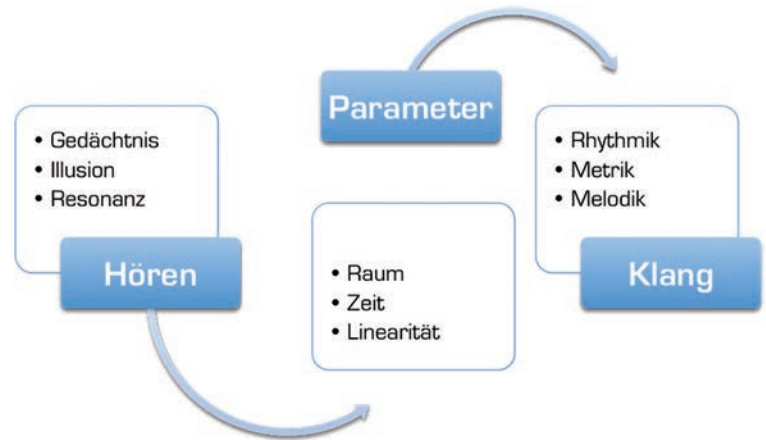 • Gedächtnis
• Illusion
• Resonanz
Hören
Parameter
• Raum
• Zeit
• Linearität
• Rhythmik
• Metrik
• Melodik
Klang